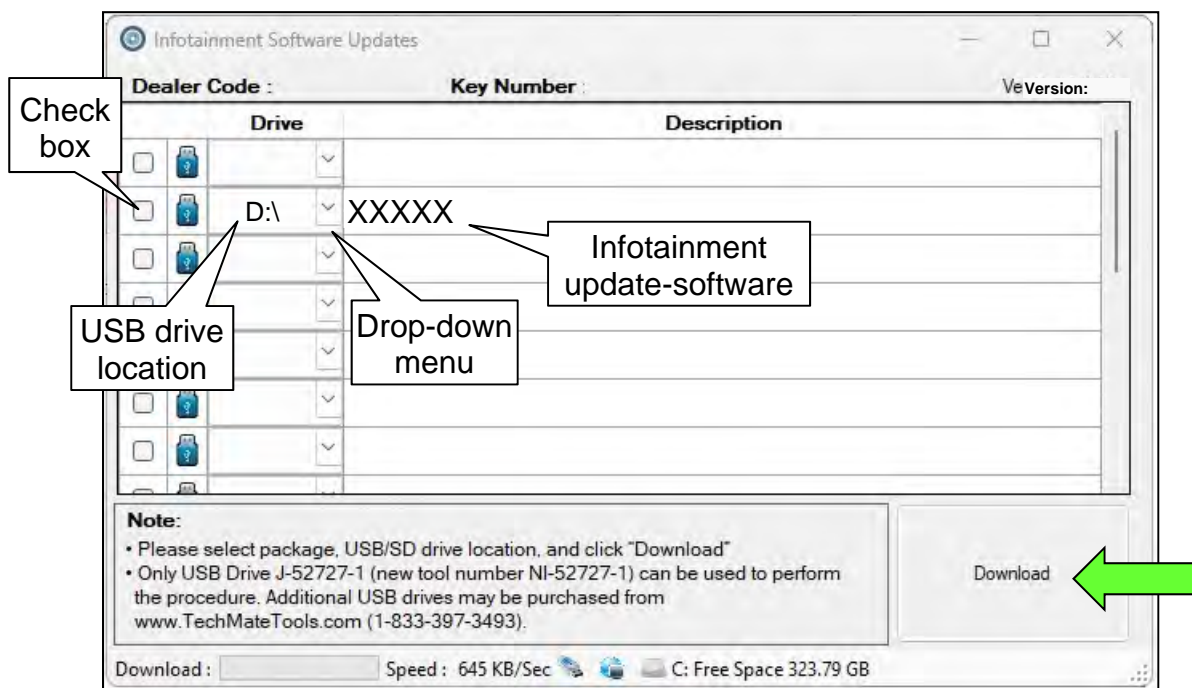 Infotainment Software Updates
Dealer Code : Key Number : Ve Version:
Check
box
Drive Description
D:\ XXXXX
Infotainment
update-software
USB drive
location
Drop-down
menu
Note:
• Please select package, USB/SD drive location, and click "Download"
• Only USB Drive J-52727-1 (new tool number NI-52727-1) can be used to perform
the procedure. Additional USB drives may be purchased from
www.TechMateTools.com (1-833-397-3493).
Download
Download : Speed : 645 KB/Sec C: Free Space 323.79 GB